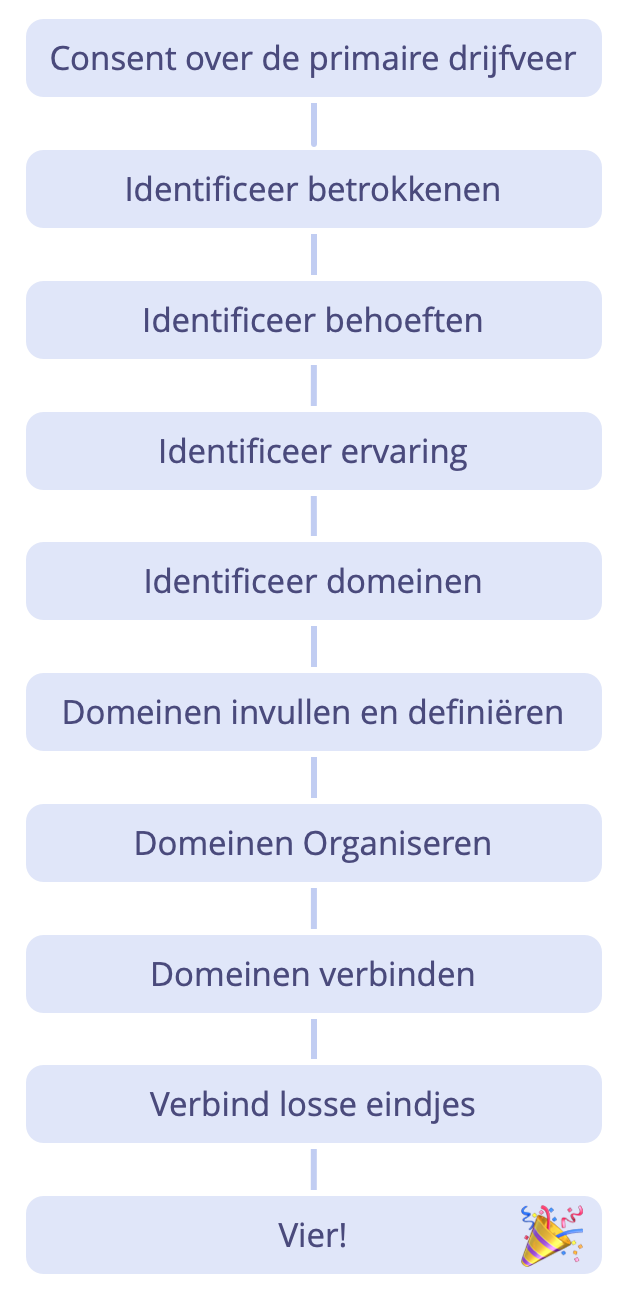 Consent over de primaire drijfveer
Identificeer betrokkenen
Identificeer behoeften
Identificeer ervaring
Identificeer domeinen
Domeinen invullen en definiëren
Domeinen Organiseren
Domeinen verbinden
Verbind losse eindjes
Vier!